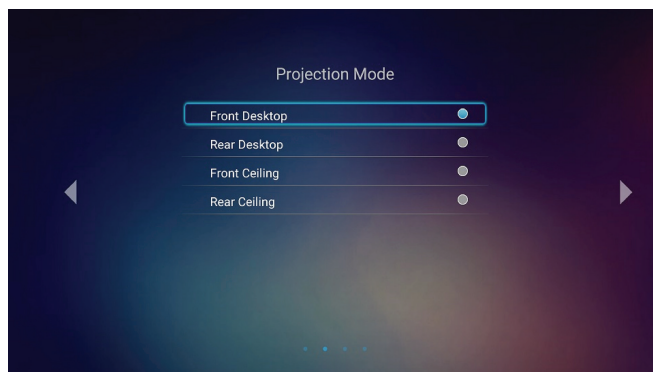 Projection Mode
Front Desktop
Rear Desktop
Front Ceiling
Rear Ceiling